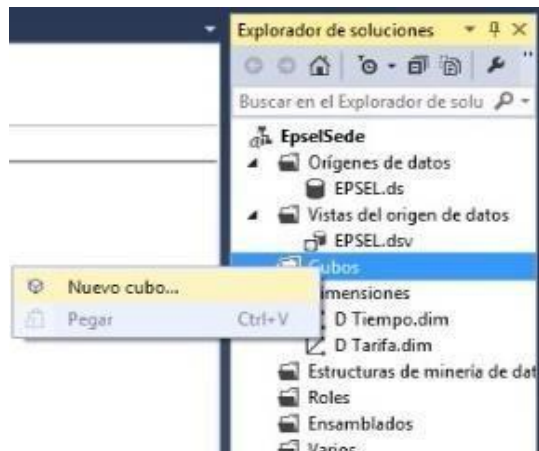 Explorador de soluciones
Buscar en el Explorador de solu
EpselSede
Orígenes de datos
EPSEL.ds
Vistas del origen de datos
EPSEL.dsv
Cubos
Nuevo cubo...
imensiones
Pegar Ctrl+V
D Tiempo.dim
D Tarifa.dim
Estructuras de minería de dat
Roles
Ensamblados
Varios